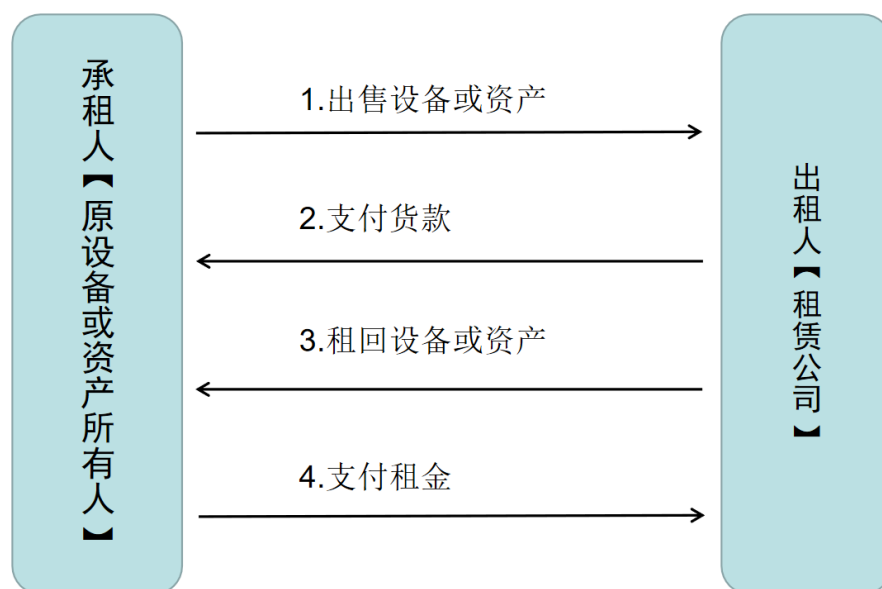 承租人【原设备或资产所有人】
1.出售设备或资产
2.支付货款
3.租回设备或资产
4.支付租金
出租人【租赁公司】